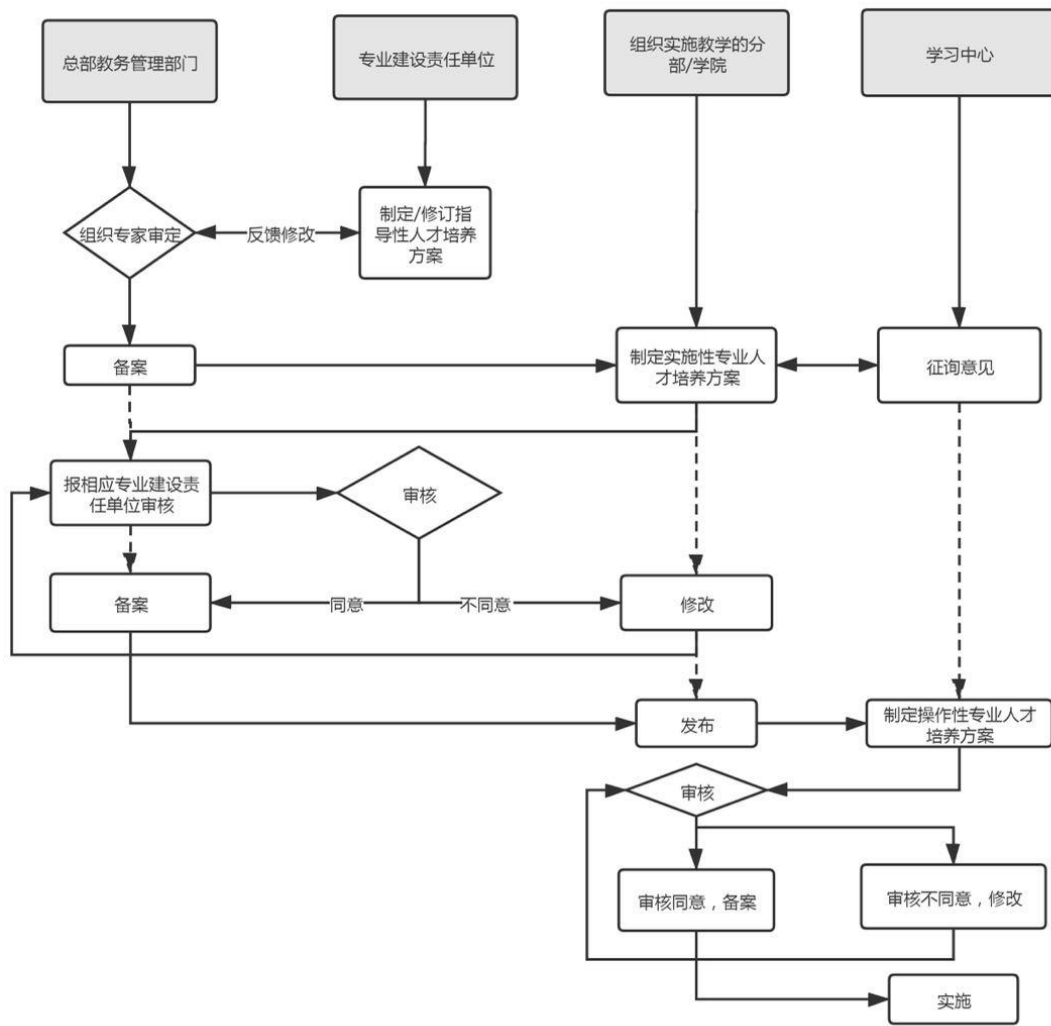 总部教务管理部门
专业建设责任单位
组织实施教学的分
部/学院
学习中心
组织专家审定
反馈修改
制定/修订指
导性人才培养
方案
备案
制定实施性专业人
才培养方案
征询意见
报相应专业建设责
任单位审核
审核
备案
同意
不同意
修改
发布
制定操作性专业人才
培养方案
审核
审核同意，备案
审核不同意，修改
实施